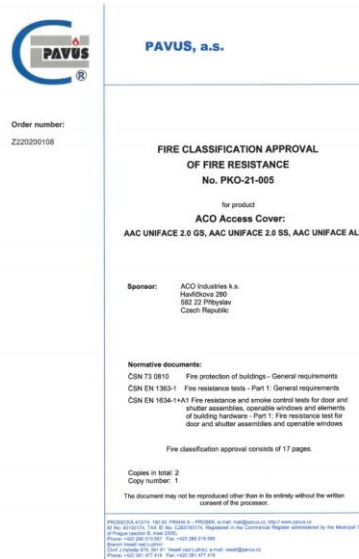 PAVUS
®
PAVUS, a.s.
Order number:
Z220200108
FIRE CLASSIFICATION APPROVAL
OF FIRE RESISTANCE
No. PKO-21-005
for product
ACO Access Cover:
AAC UNIFACE 2.0 GS, AAC UNIFACE 2.0 SS, AAC UNIFACE AL
Sponsor: ACO Industries k.s.
Havlíčkova 260
582 22 Přibyslav
Czech Republic
Normative documents:
ČSN 73 0810 Fire protection of buildings - General requirements
ČSN EN 1363-1 Fire resistance tests - Part 1: General requirements
ČSN EN 1634-1+A1 Fire resistance and smoke control tests for door and
shutter assemblies, openable windows and elements
of building hardware - Part 1: Fire resistance test for
door and shutter assemblies and openable windows
Fire classification approval consists of 17 pages.
Copies in total: 2
Copy number: 1
The document may not be reproduced other than in its entirety without the written
consent of the processor.